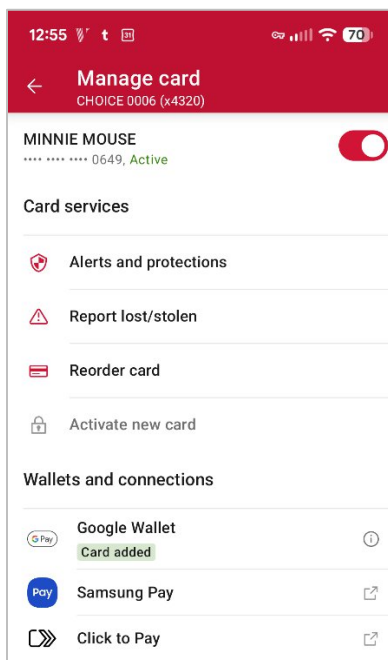 12:55 t 31 70
Manage card
CHOICE 0006 (x4320)
MINNIE MOUSE
•••• •••• •••• 0649, Active
Card services
Alerts and protections
Report lost/stolen
Reorder card
Activate new card
Wallets and connections
G Pay
Google Wallet
Card added
Pay
Samsung Pay
Click to Pay